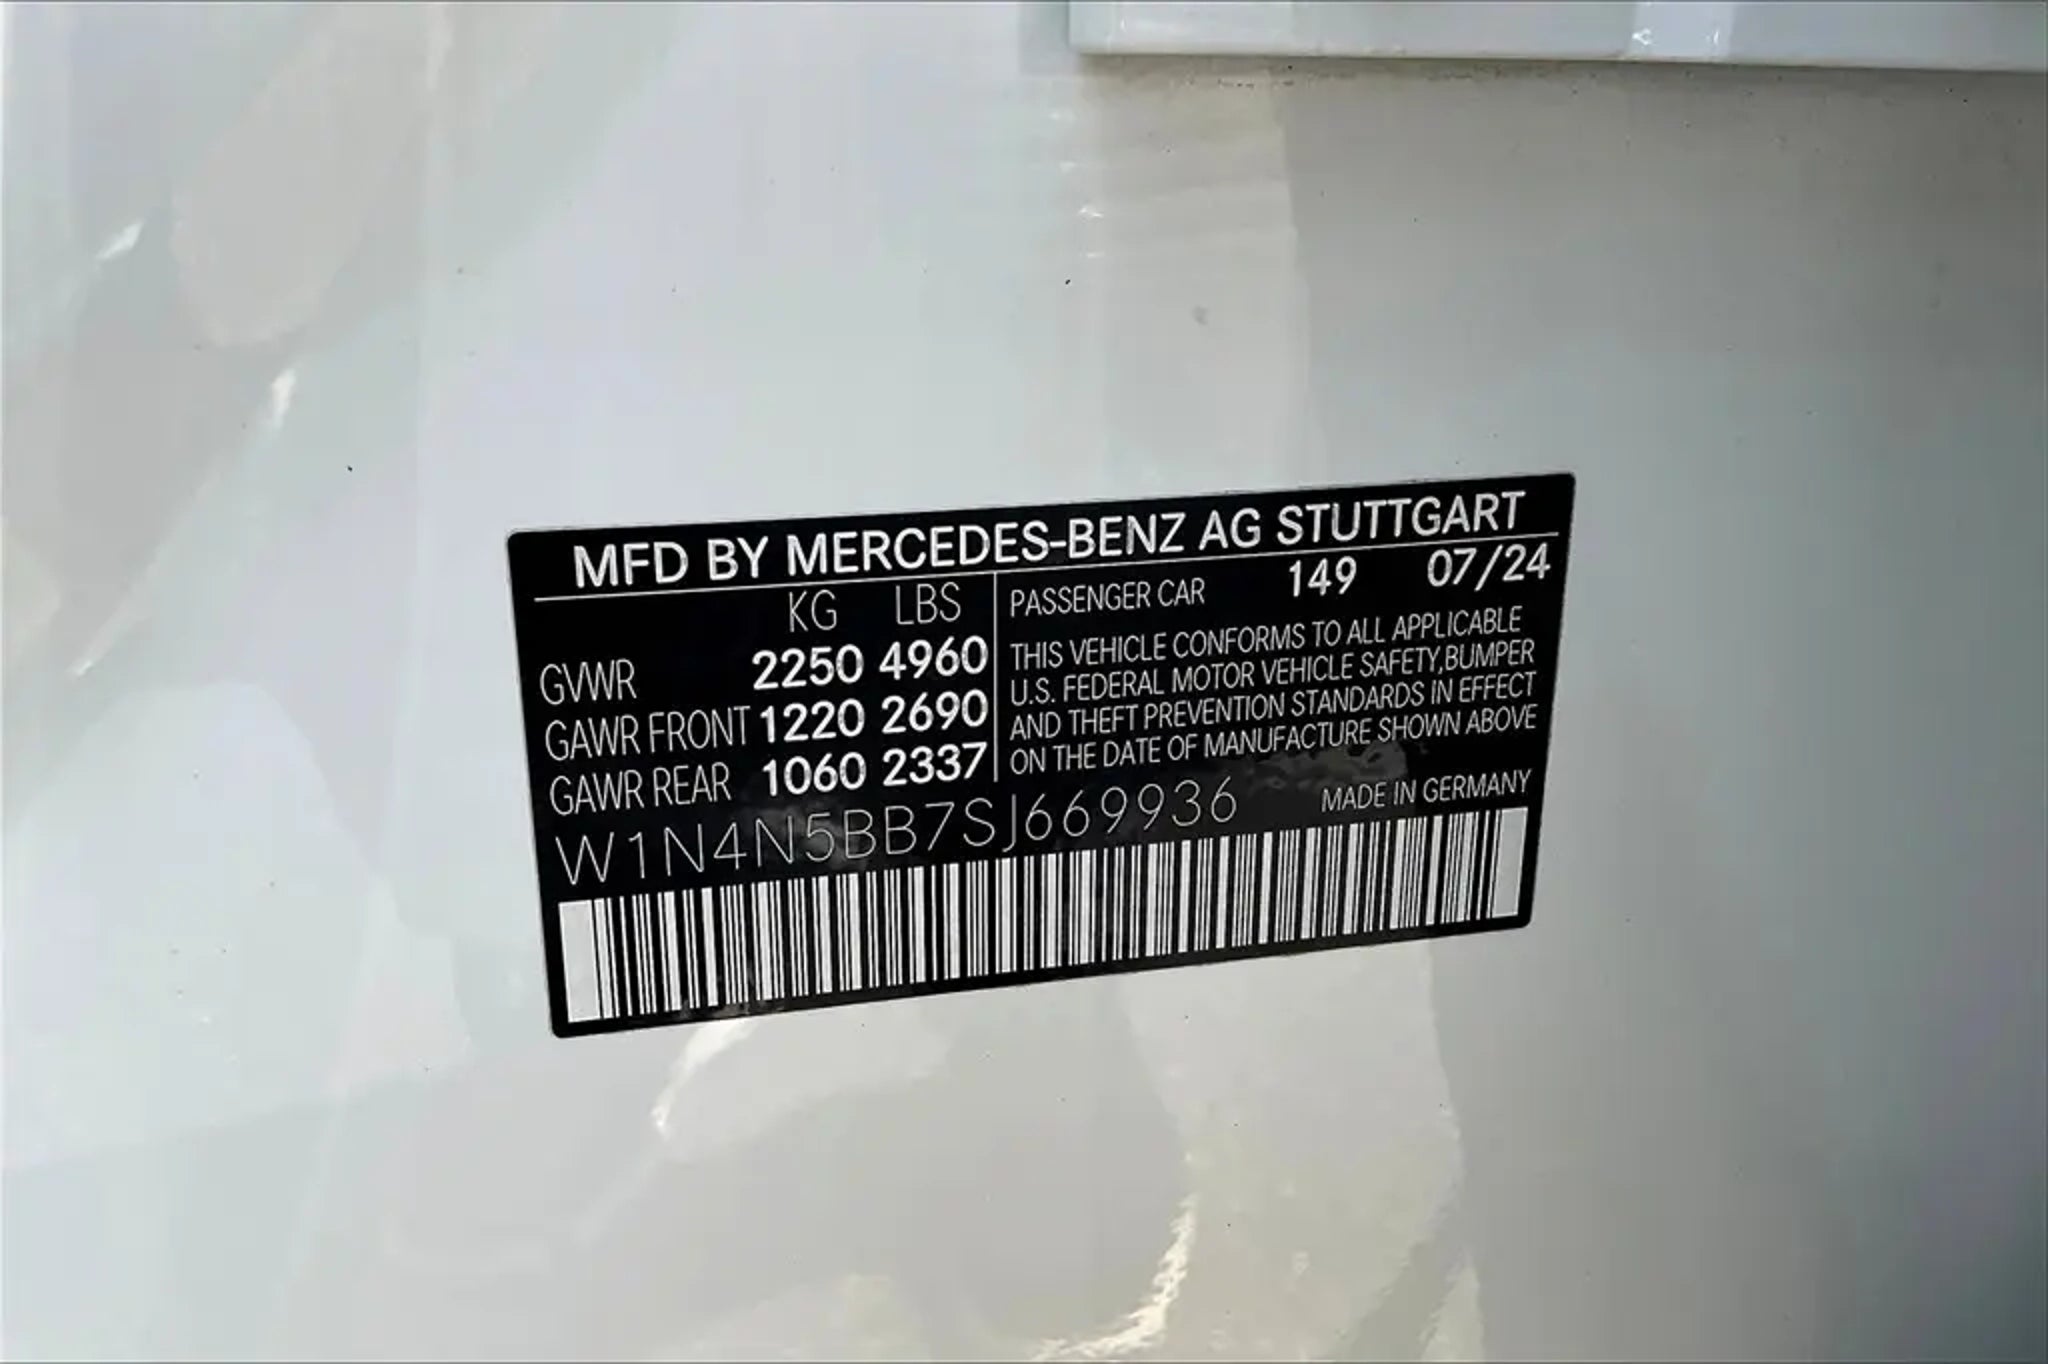 MFD BY MERCEDES-BENZ AG STUTTGART
KG LBS
GVWR 2250 4960
GAWR FRONT 1220 2690
GAWR REAR 1060 2337
PASSENGER CAR 149 07/24
THIS VEHICLE CONFORMS TO ALL APPLICABLE
U.S. FEDERAL MOTOR VEHICLE SAFETY,BUMPER
AND THEFT PREVENTION STANDARDS IN EFFECT
ON THE DATE OF MANUFACTURE SHOWN ABOVE
W1N4N5BB7SJ669936 MADE IN GERMANY